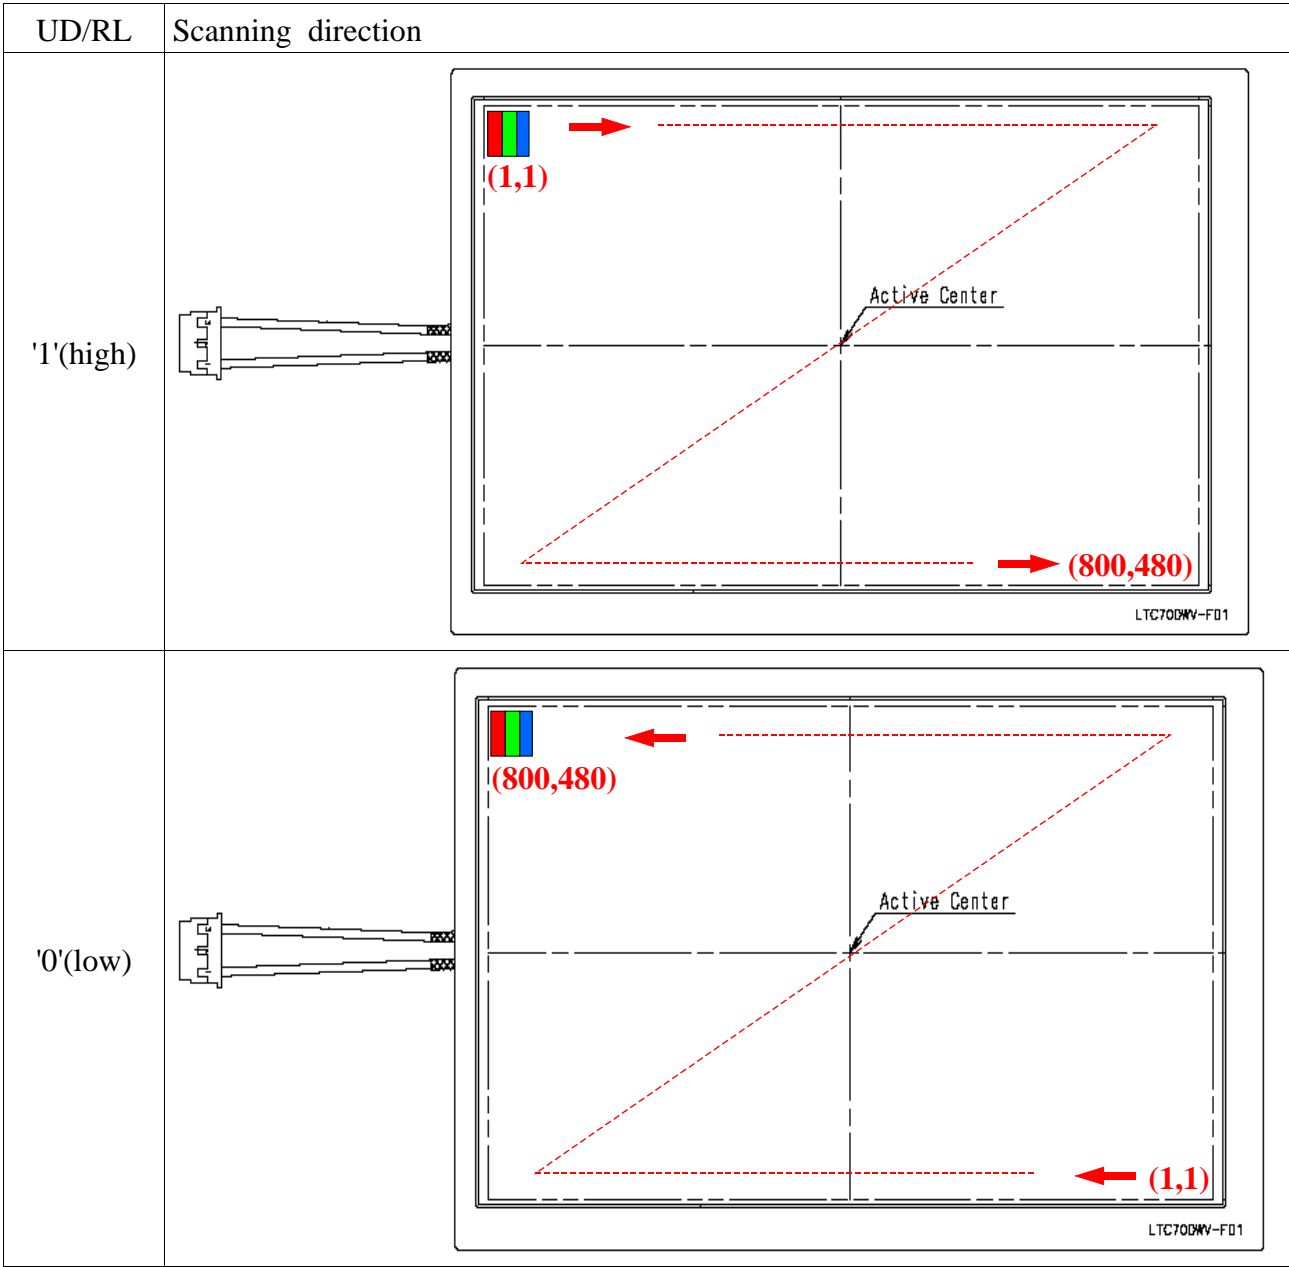 UD/RL Scanning direction
'1'(high)
(1,1)
Active Center
(800,480)
LTC700WV-F01
'0'(low)
(800,480)
Active Center
(1,1)
LTC700WV-F01